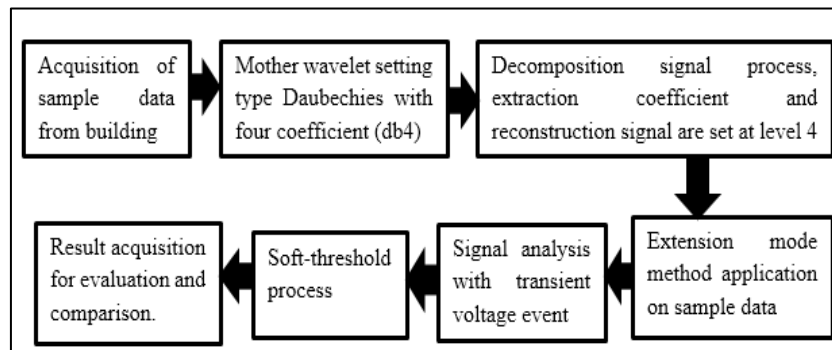 Acquisition of
sample data
from building
Mother wavelet setting
type Daubechies with
four coefficient (db4)
Decomposition signal process,
extraction coefficient and
reconstruction signal are set at level 4
Extension mode
method application
on sample data
Signal analysis
with transient
voltage event
Soft-threshold
process
Result acquisition
for evaluation and
comparison.